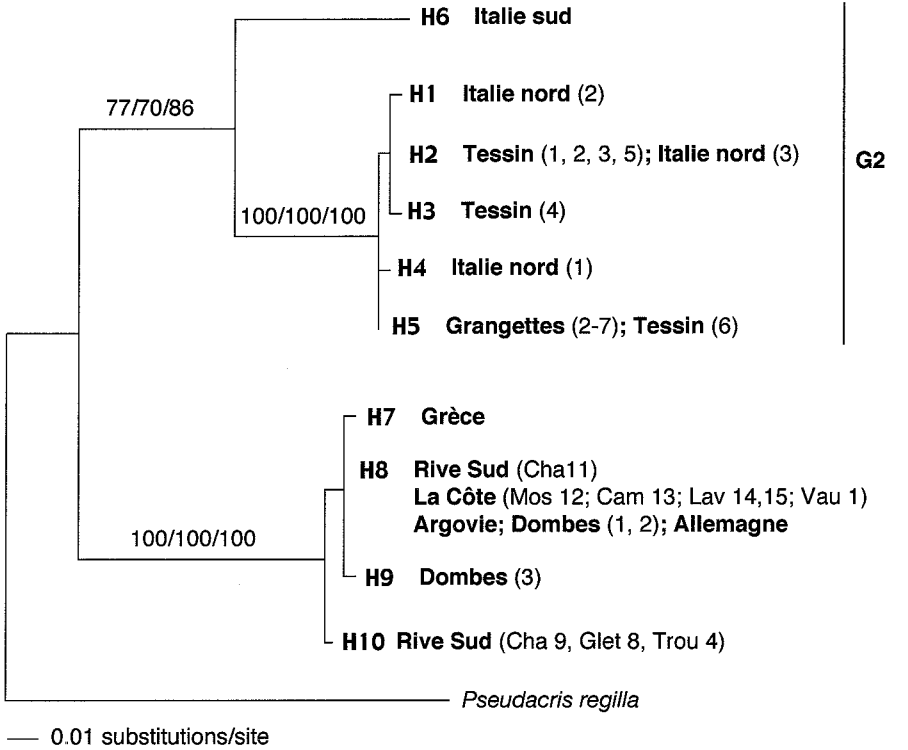 H6 Italie sud
77/70/86
H1 Italie nord (2)
H2 Tessin (1, 2, 3, 5); Italie nord (3)
G2
100/100/100
H3 Tessin (4)
H4 Italie nord (1)
H5 Grangettes (2-7); Tessin (6)
H7 Grèce
H8 Rive Sud (Cha11)
La Côte (Mos 12; Cam 13; Lav 14,15; Vau 1)
Argovie; Dombes (1, 2); Allemagne
100/100/100
H9 Dombes (3)
H10 Rive Sud (Cha 9, Glet 8, Trou 4)
Pseudacris regilla
0.01 substitutions/site